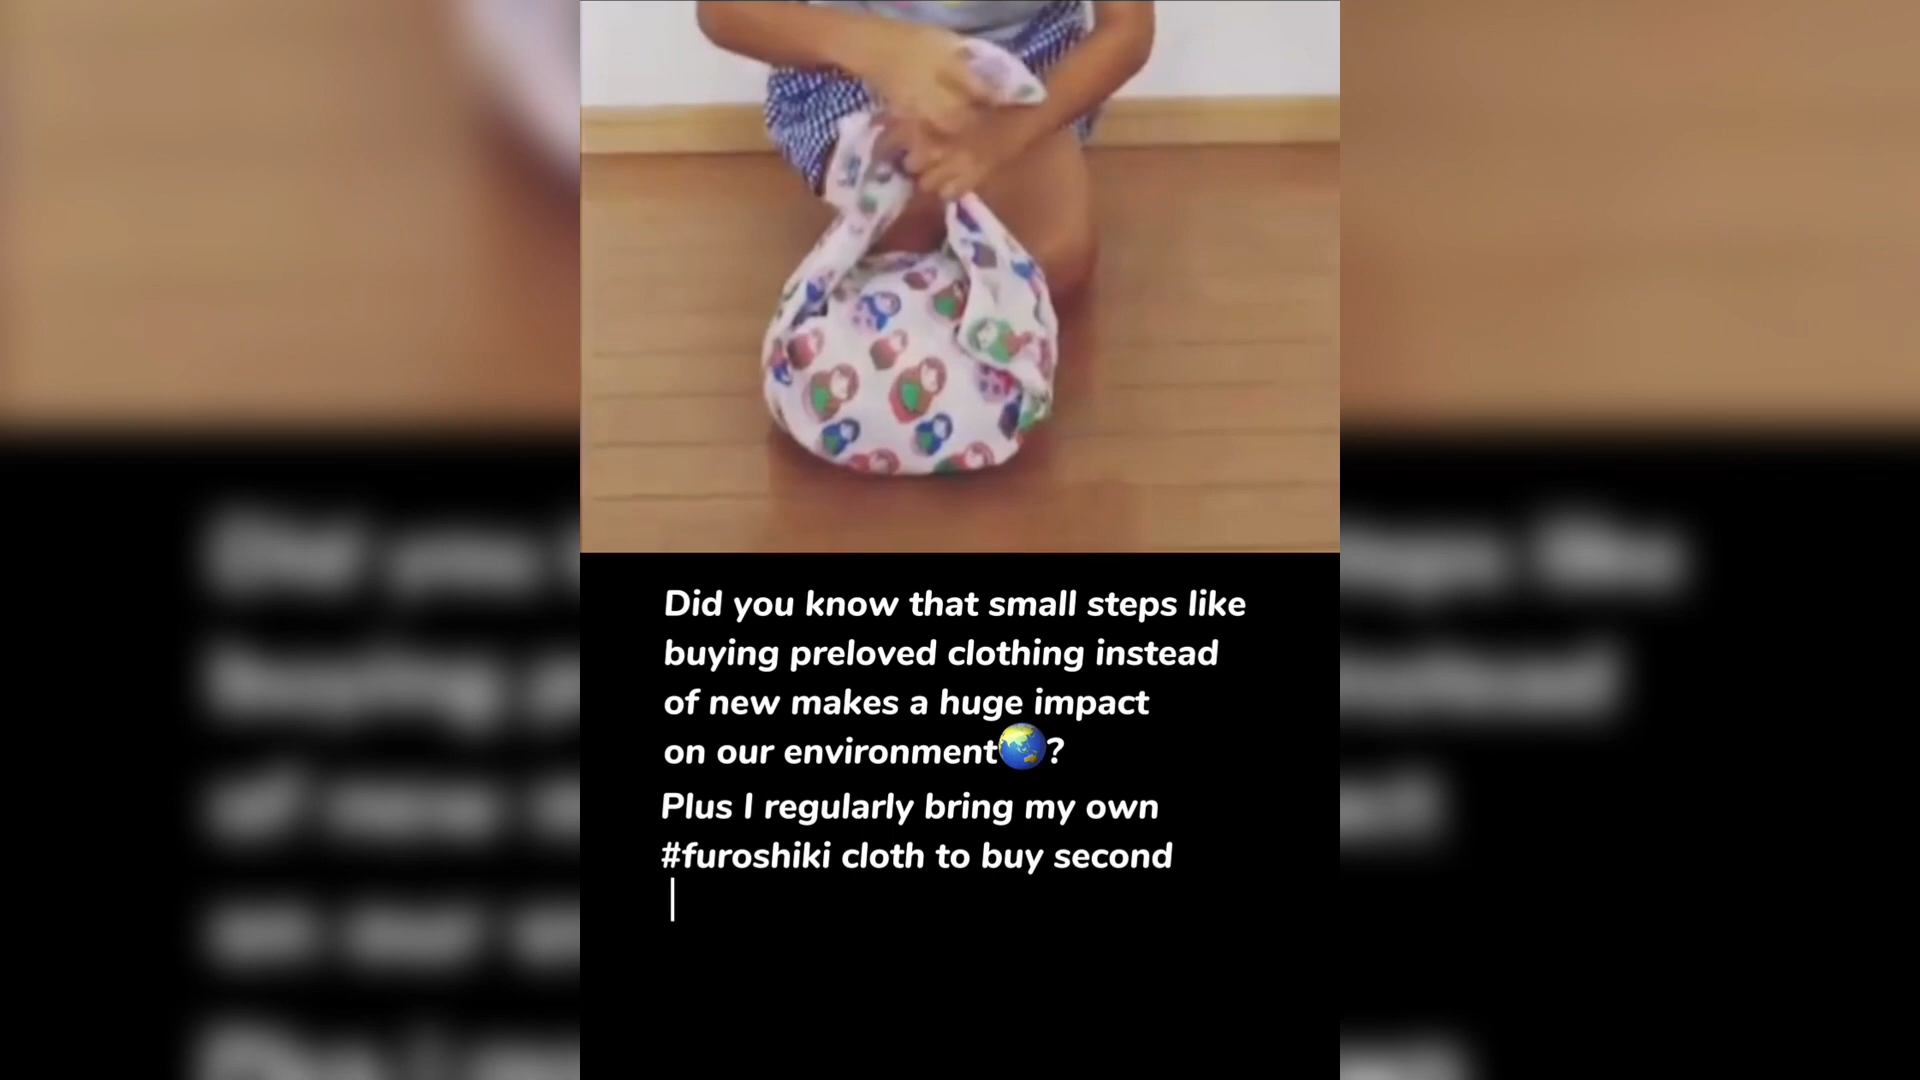 Did you know that small steps like
buying preloved clothing instead
of new makes a huge impact
on our environment🌏?
Plus I regularly bring my own
#furoshiki cloth to buy second